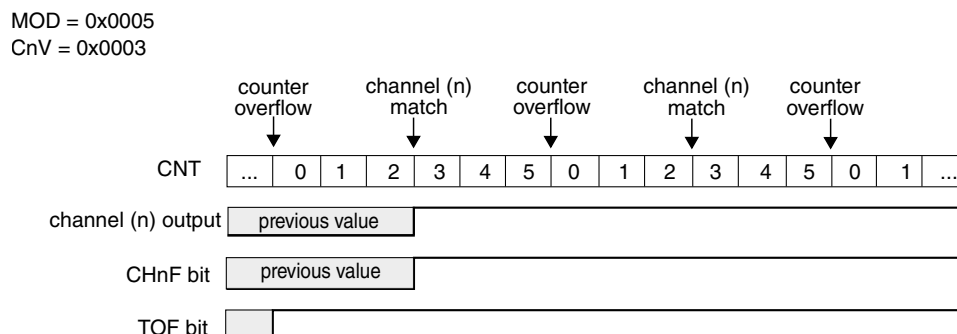 MOD = 0x0005
CnV = 0x0003
counter overflow
channel (n) match
counter overflow
channel (n) match
counter overflow
CNT ... 0 1 2 3 4 5 0 1 2 3 4 5 0 1 ...
channel (n) output previous value
CHnF bit previous value
TOF bit